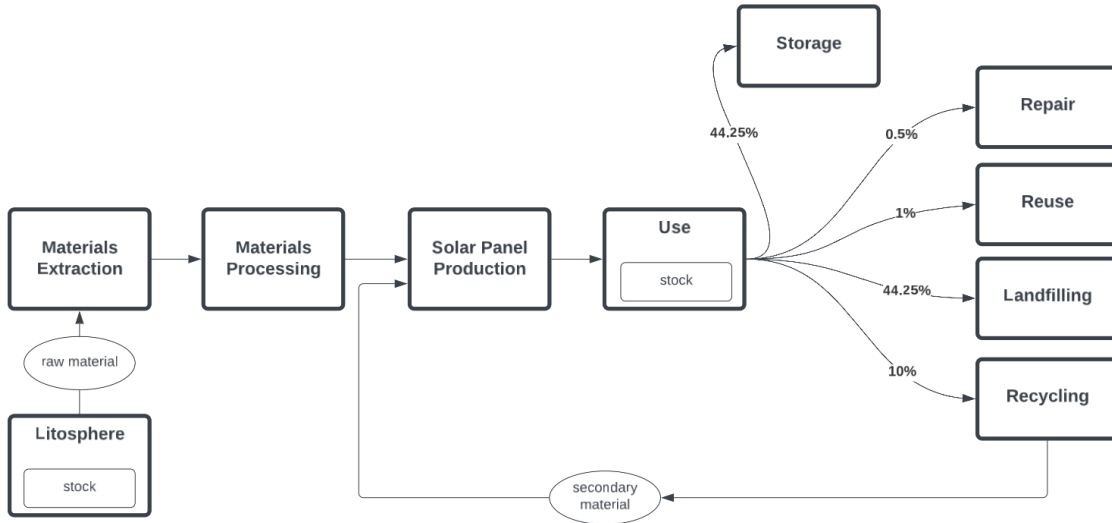 Storage
Repair
44.25%
0.5%
Reuse
1%
Materials
Extraction
Materials
Processing
Solar Panel
Production
Use
stock
44.25%
Landfilling
raw material
10%
Recycling
Litosphere
stock
secondary
material